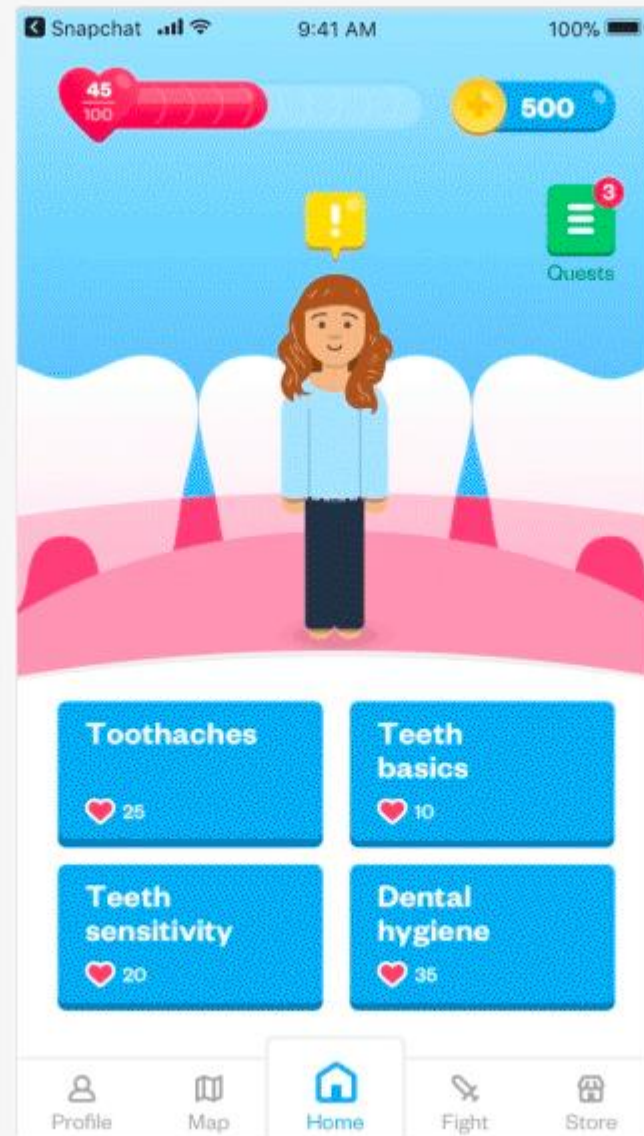 Snapchat 9:41 AM 100%
45
100
500
!
3
Quests
Toothaches
25
Teeth
basics
10
Teeth
sensitivity
20
Dental
hygiene
35
Profile Map Home Fight Store